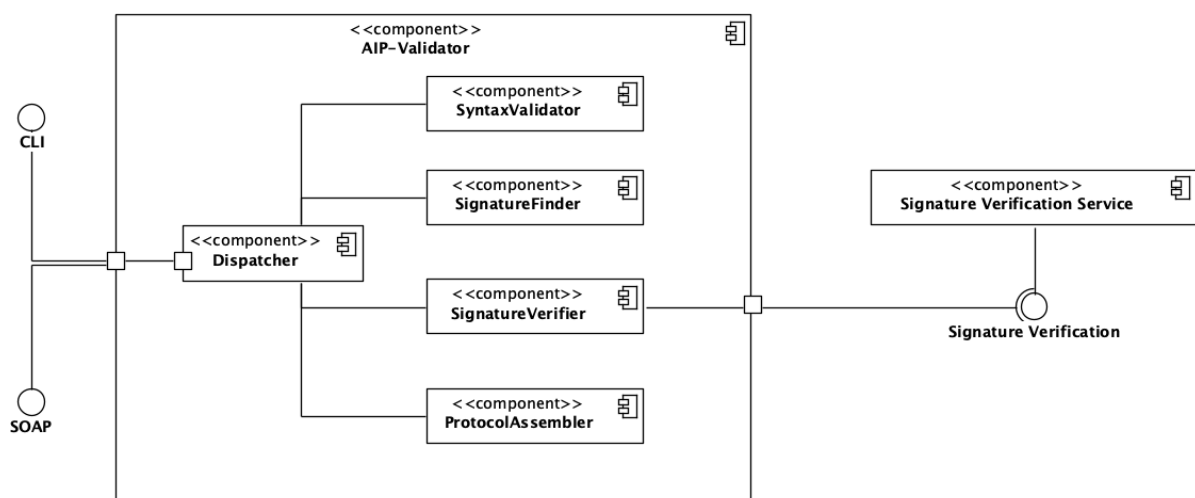 <<component>>
AIP-Validator
<<component>>
SyntaxValidator
CLI
<<component>>
SignatureFinder
<<component>>
Signature Verification Service
<<component>>
Dispatcher
<<component>>
SignatureVerifier
Signature Verification
<<component>>
ProtocolAssembler
SOAP